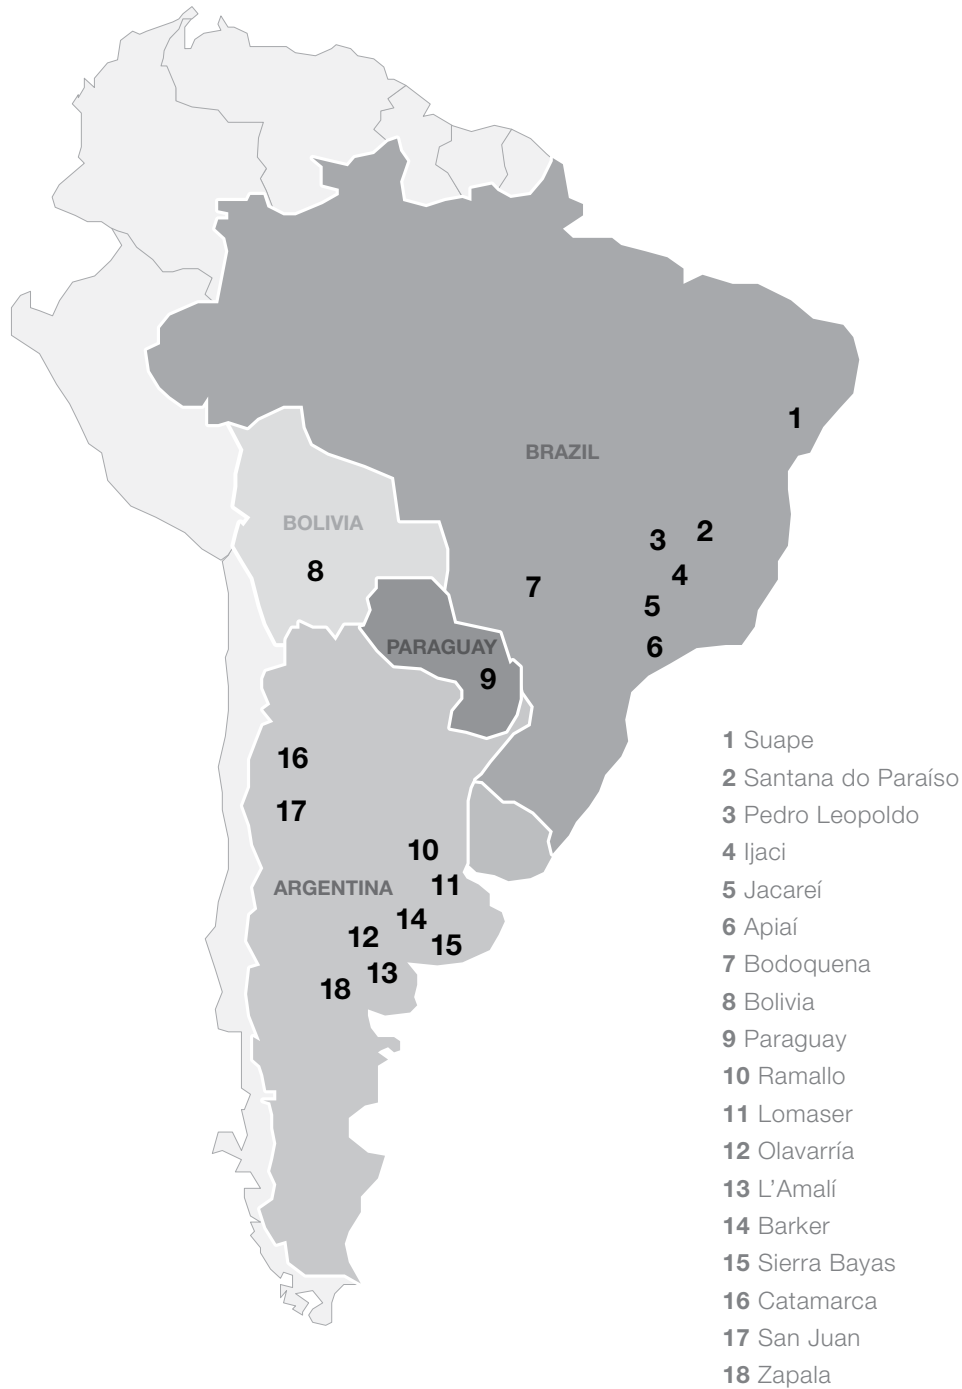 1
BRAZIL
2
3
BOLIVIA
8
4
7
5
PARAGUAY
6
9
16
17
10
ARGENTINA
11
14
12
15
13
18
1 Suape
2 Santana do Paraíso
3 Pedro Leopoldo
4 Ijaci
5 Jacareí
6 Apiaí
7 Bodoquena
8 Bolivia
9 Paraguay
10 Ramallo
11 Lomaser
12 Olavarría
13 L’Amalí
14 Barker
15 Sierra Bayas
16 Catamarca
17 San Juan
18 Zapala